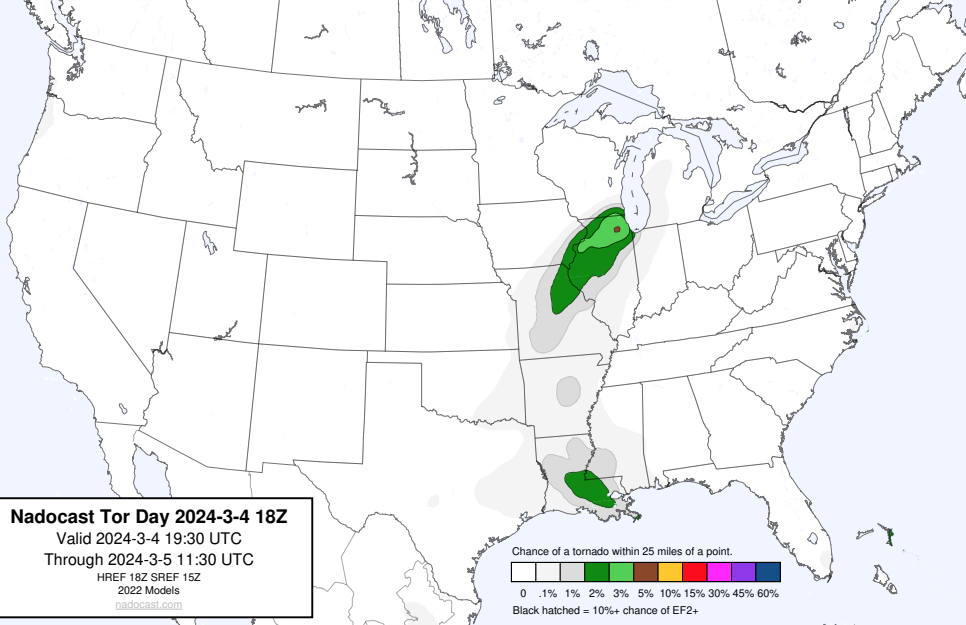 Nadocast Tor Day 2024-3-4 18Z
Valid 2024-3-4 19:30 UTC
Through 2024-3-5 11:30 UTC
HREF 18Z SREF 15Z
2022 Models
nadocast.com
Chance of a tornado within 25 miles of a point.
0 .1% 1% 2% 3% 5% 10% 15% 30% 45% 60%
Black hatched = 10%+ chance of EF2+